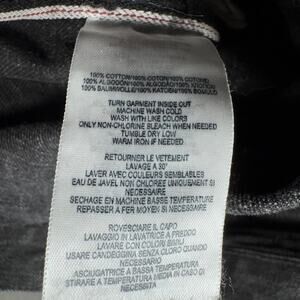 100% COTTON/100% COTON/100% COTONE/
100% ALGODON/100% ALGODÃO/100%
100% BAUMWOLLE/100% KATOEN/100% BOMULD
TURN GARMENT INSIDE OUT
MACHINE WASH COLD
WASH WITH LIKE COLORS
ONLY NON-CHLORINE BLEACH WHEN NEEDED
TUMBLE DRY LOW
WARM IRON IF NEEDED
RETOURNER LE VETEMENT
LAVAGE A 30°
LAVER AVEC COULEURS SEMBLABLES
EAU DE JAVEL NON CHLOREE UNIQUEMENT SI
NECESSAIRE
SECHAGE EN MACHINE BASSE TEMPERATURE
REPASSER A FER MOYEN SI NECESSAIRE
ROVESCIARE IL CAPO
LAVAGGIO IN LAVATRICE A FREDDO
LAVARE CON COLORI SIMILI
USARE CANDEGGINA SENZA CLORO QUANDO
NECESSARIO
ASCIUGATRICE A BASSA TEMPERATURA
STIRARE A TEMPERATURA MEDIA IN CASO DI
NECESSITA